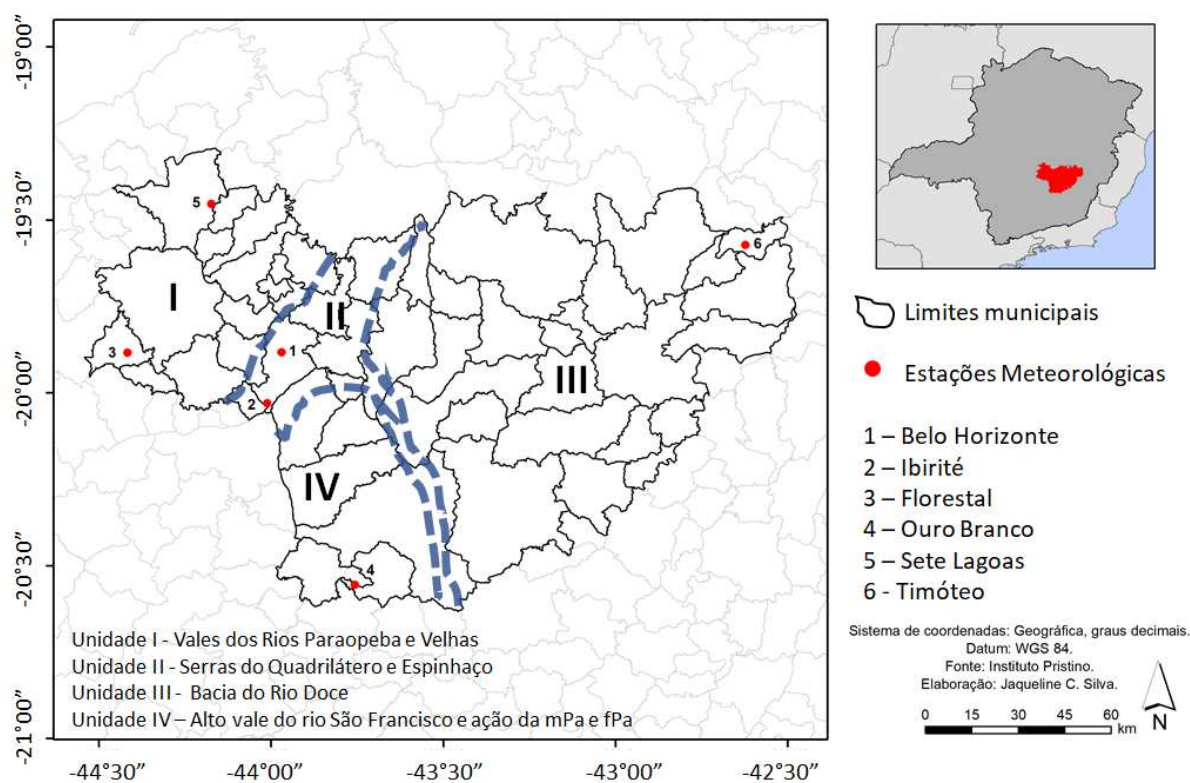 -19°00”
-19°30”
-20°00”
-20°30”
-21°00”
5
I
II
6
3
1
2
III
IV
4
Unidade I - Vales dos Rios Paraopeba e Velhas
Unidade II - Serras do Quadrilátero e Espinhaço
Unidade III - Bacia do Rio Doce
Unidade IV – Alto vale do rio São Francisco e ação da mPa e fPa
-44°30”
-44°00”
-43°30”
-43°00”
-42°30”
Limites municipais
Estações Meteorológicas
1 – Belo Horizonte
2 – Ibirité
3 – Florestal
4 – Ouro Branco
5 – Sete Lagoas
6 - Timóteo
Sistema de coordenadas: Geográfica, graus decimais.
Datum: WGS 84.
Fonte: Instituto Pristino.
Elaboração: Jaqueline C. Silva.
0 15 30 45 60
km
N